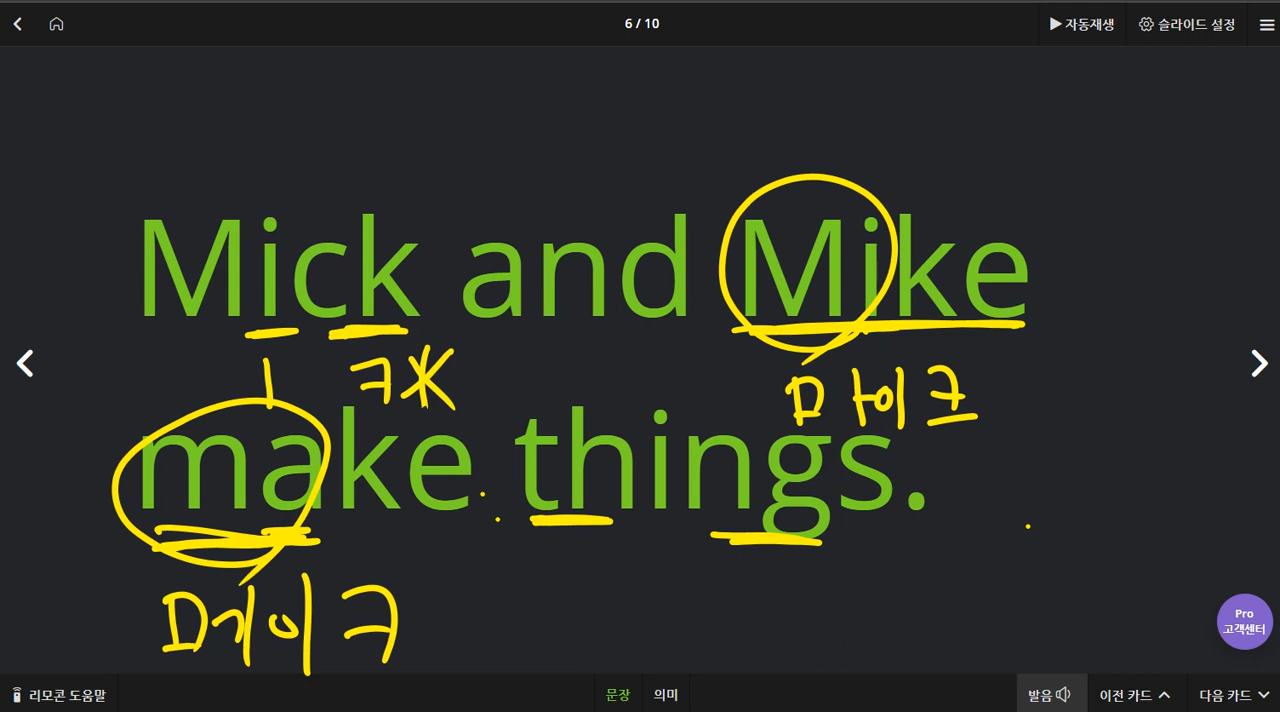 6 / 10
자동재생
슬라이드 설정
Mick and Mike
ㅣ ㅋ
마이크
make things.
메이ㅋ
Pro
고객센터
리모콘 도움말
문장
의미
발음
이전 카드
다음 카드